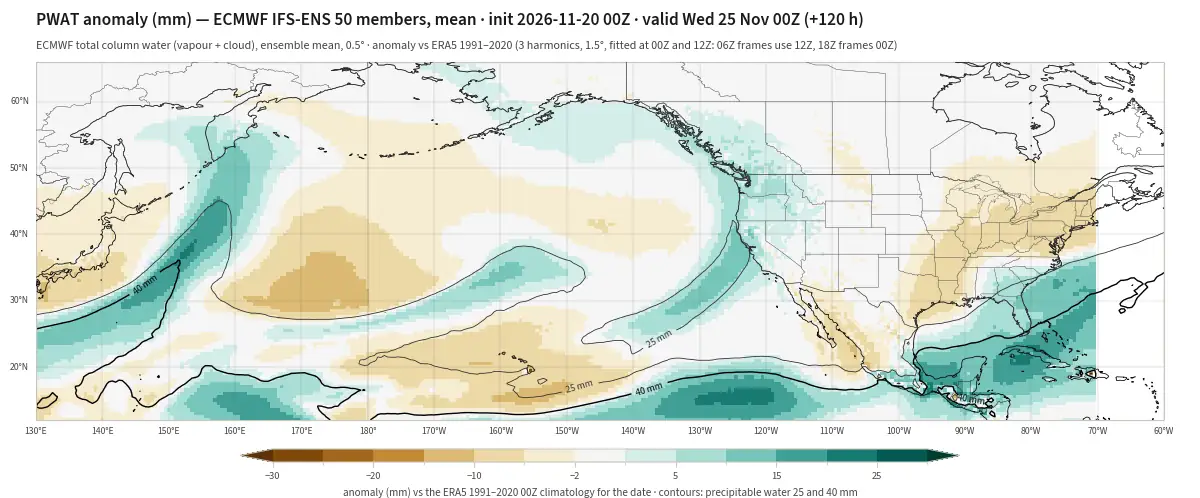 PWAT anomaly (mm) — ECMWF IFS-ENS 50 members, mean · init 2026-11-20 00Z · valid Wed 25 Nov 00Z (+120 h)
ECMWF total column water (vapour + cloud), ensemble mean, 0.5° · anomaly vs ERA5 1991–2020 (3 harmonics, 1.5°, fitted at 00Z and 12Z: 06Z frames use 12Z, 18Z frames 00Z)
60°N
50°N
40°N
30°N
20°N
40 mm
25 mm
25 mm
40 mm
40 mm
130°E 140°E 150°E 160°E 170°E 180° 170°W 160°W 150°W 140°W 130°W 120°W 110°W 100°W 90°W 80°W 70°W 60°W
−30 −20 −10 −2 5 15 25
anomaly (mm) vs the ERA5 1991–2020 00Z climatology for the date · contours: precipitable water 25 and 40 mm